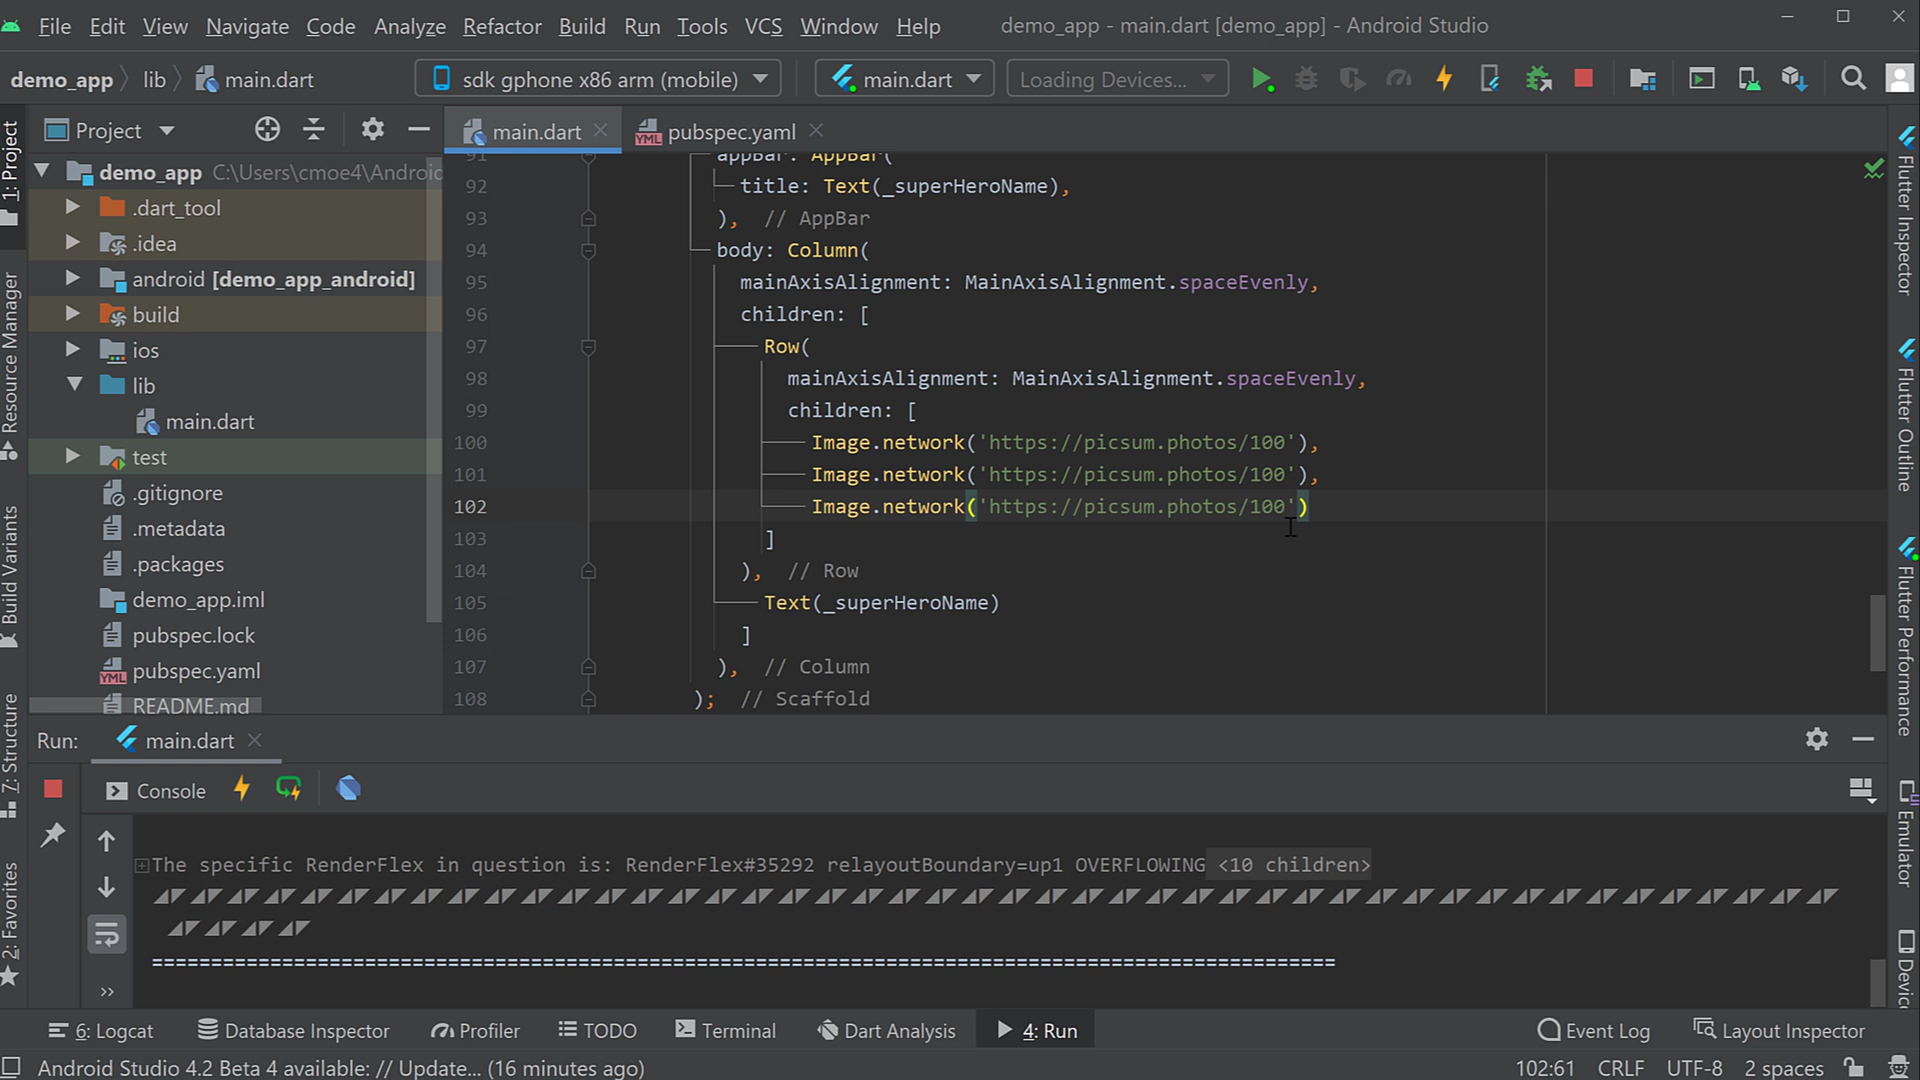 File Edit View Navigate Code Analyze Refactor Build Run Tools VCS Window Help demo_app - main.dart [demo_app] - Android Studio
demo_app lib main.dart sdk gphone x86 arm (mobile) main.dart Loading Devices...
Project
main.dart
pubspec.yaml
1: Project
Resource Manager
Build Variants
7: Structure
2: Favorites
demo_app C:\Users\cmoe4\Android
.dart_tool
.idea
android [demo_app_android]
build
ios
lib
main.dart
test
.gitignore
.metadata
.packages
demo_app.iml
pubspec.lock
pubspec.yaml
README.md
91 appBar: AppBar(
92 title: Text(_superHeroName),
93 ), // AppBar
94 body: Column(
95 mainAxisAlignment: MainAxisAlignment.spaceEvenly,
96 children: [
97 Row(
98 mainAxisAlignment: MainAxisAlignment.spaceEvenly,
99 children: [
100 Image.network('https://picsum.photos/100'),
101 Image.network('https://picsum.photos/100'),
102 Image.network('https://picsum.photos/100')
103 ]
104 ), // Row
105 Text(_superHeroName)
106 ]
107 ), // Column
108 ); // Scaffold
Flutter Inspector
Flutter Outline
Flutter Performance
Emulator
Run: main.dart
Console
The specific RenderFlex in question is: RenderFlex#35292 relayoutBoundary=up1 OVERFLOWING <10 children>
◢◤◢◤◢◤◢◤◢◤◢◤◢◤◢◤◢◤◢◤◢◤◢◤◢◤◢◤◢◤◢◤◢◤◢◤◢◤◢◤◢◤◢◤◢◤◢◤◢◤◢◤◢◤◢◤◢◤◢◤◢◤◢◤◢◤◢◤◢◤◢◤◢◤◢◤◢◤◢◤◢◤◢◤◢◤◢◤◢◤◢◤
◢◤◢◤◢◤◢◤
====================================================================================================
6: Logcat Database Inspector Profiler TODO Terminal Dart Analysis 4: Run Event Log Layout Inspector
Android Studio 4.2 Beta 4 available: // Update... (16 minutes ago) 102:61 CRLF UTF-8 2 spaces